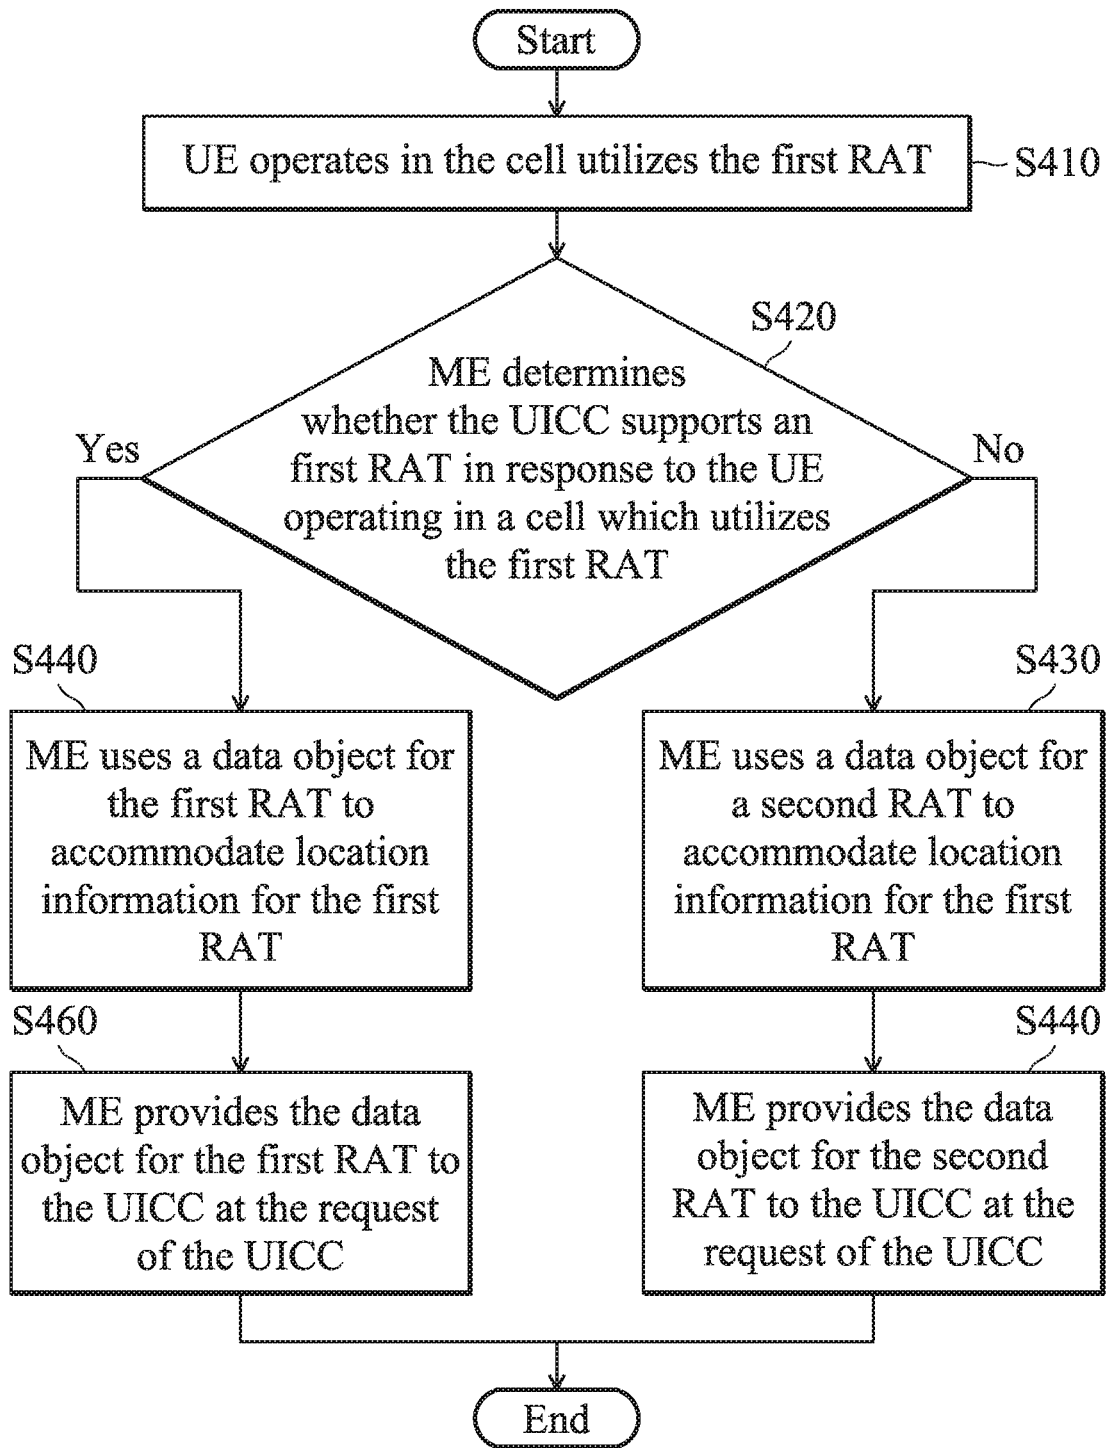 Start
UE operates in the cell utilizes the first RAT
S410
S420
ME determines
whether the UICC supports an
first RAT in response to the UE
operating in a cell which utilizes
the first RAT
Yes
No
S440
ME uses a data object for
the first RAT to
accommodate location
information for the first
RAT
S430
ME uses a data object for
a second RAT to
accommodate location
information for the first
RAT
S460
ME provides the data
object for the first RAT to
the UICC at the request
of the UICC
S440
ME provides the data
object for the second
RAT to the UICC at the
request of the UICC
End